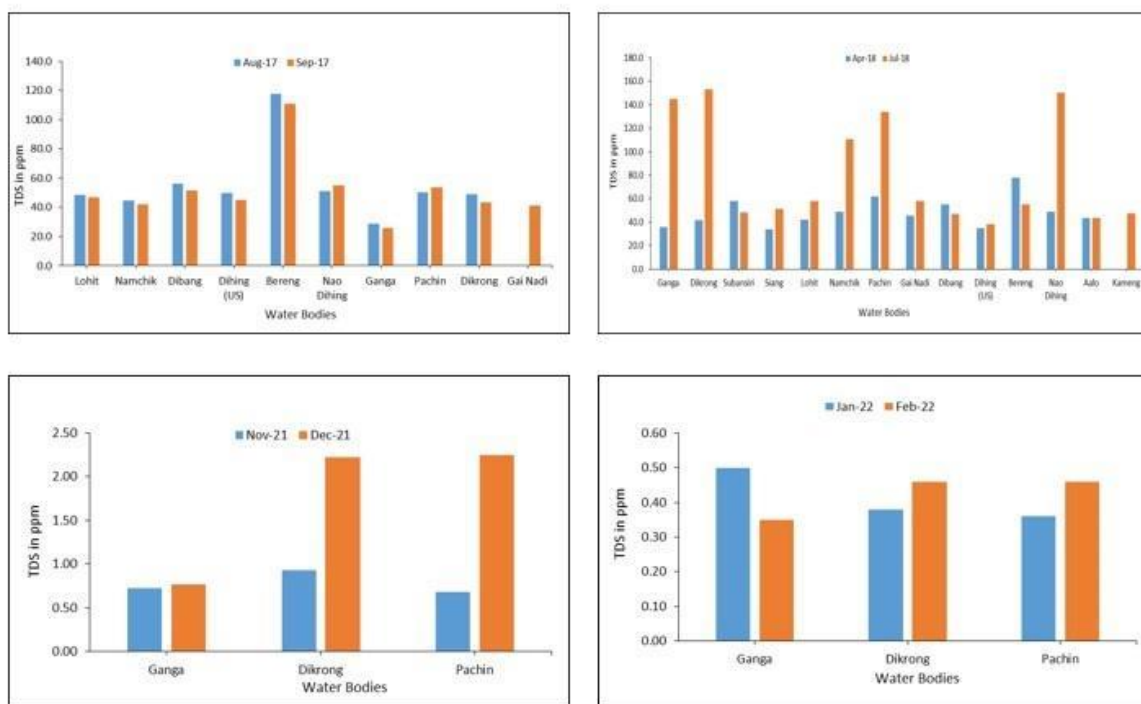 Aug-17 Sep-17
140.0
120.0
100.0
80.0
60.0
40.0
20.0
0.0
TDS in ppm
Lohit Namchik Dibang Dihing (US) Bereng Nao Dihing Ganga Pachin Dikrong Gai Nadi
Water Bodies
Apr-18 Jul-18
180.0
160.0
140.0
120.0
100.0
80.0
60.0
40.0
20.0
0.0
TDS in ppm
Ganga Dikrong Subansiri Siang Lohit Namchik Pachin Gai Nadi Dibang Dihing (US) Bereng Nao Dihing Aalo Kameng
Water Bodies
Nov-21 Dec-21
2.50
2.00
1.50
1.00
0.50
0.00
TDS in ppm
Ganga Dikrong Pachin
Water Bodies
Jan-22 Feb-22
0.60
0.50
0.40
0.30
0.20
0.10
0.00
TDS in ppm
Ganga Dikrong Pachin
Water Bodies